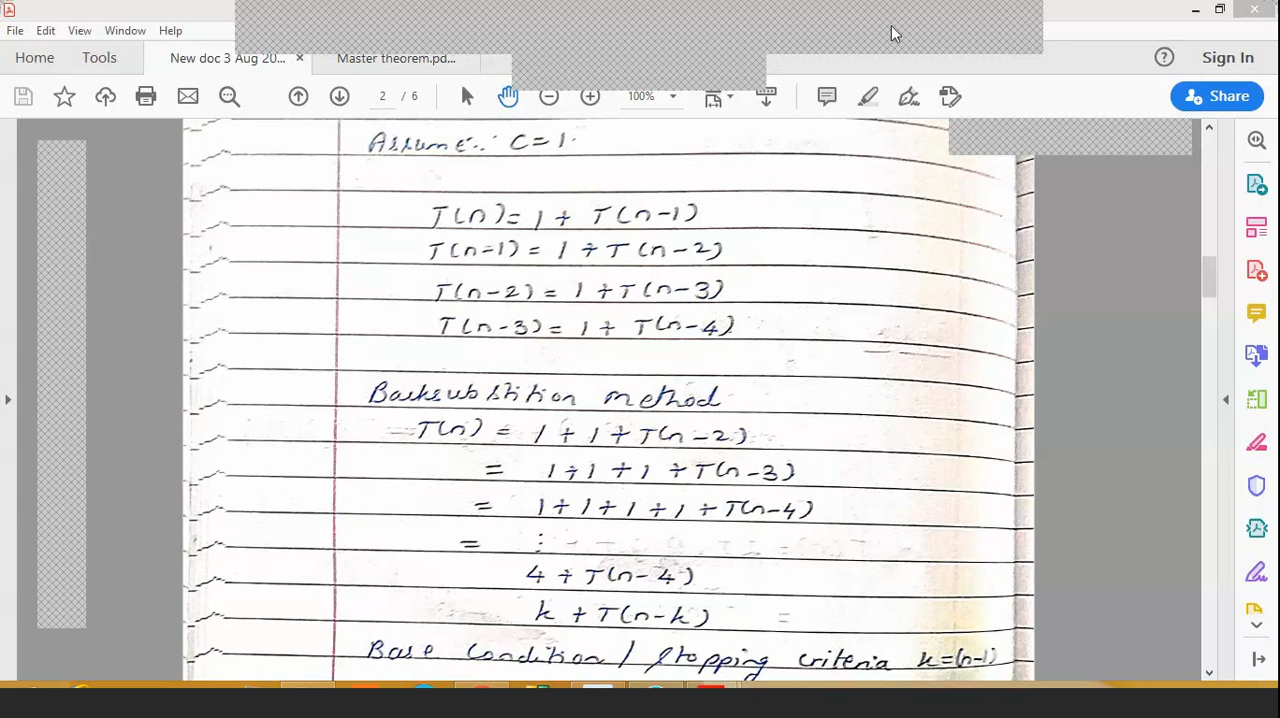 File Edit View Window Help
Home Tools New doc 3 Aug 20... × Master theorem.pd... Sign In
2 / 6 100% Share
Assume∵ C=1.
T(n)= 1 + T(n-1)
T(n-1) = 1 + T(n-2)
T(n-2) = 1 + T(n-3)
T(n-3) = 1 + T(n-4)
Backsubstition method
T(n) = 1 + 1 + T(n-2)
= 1 + 1 + 1 + T(n-3)
= 1 + 1 + 1 + 1 + T(n-4)
= ⋮
4 + T(n-4)
k + T(n-k)
Base Condition / Stopping criteria k=(n-1)